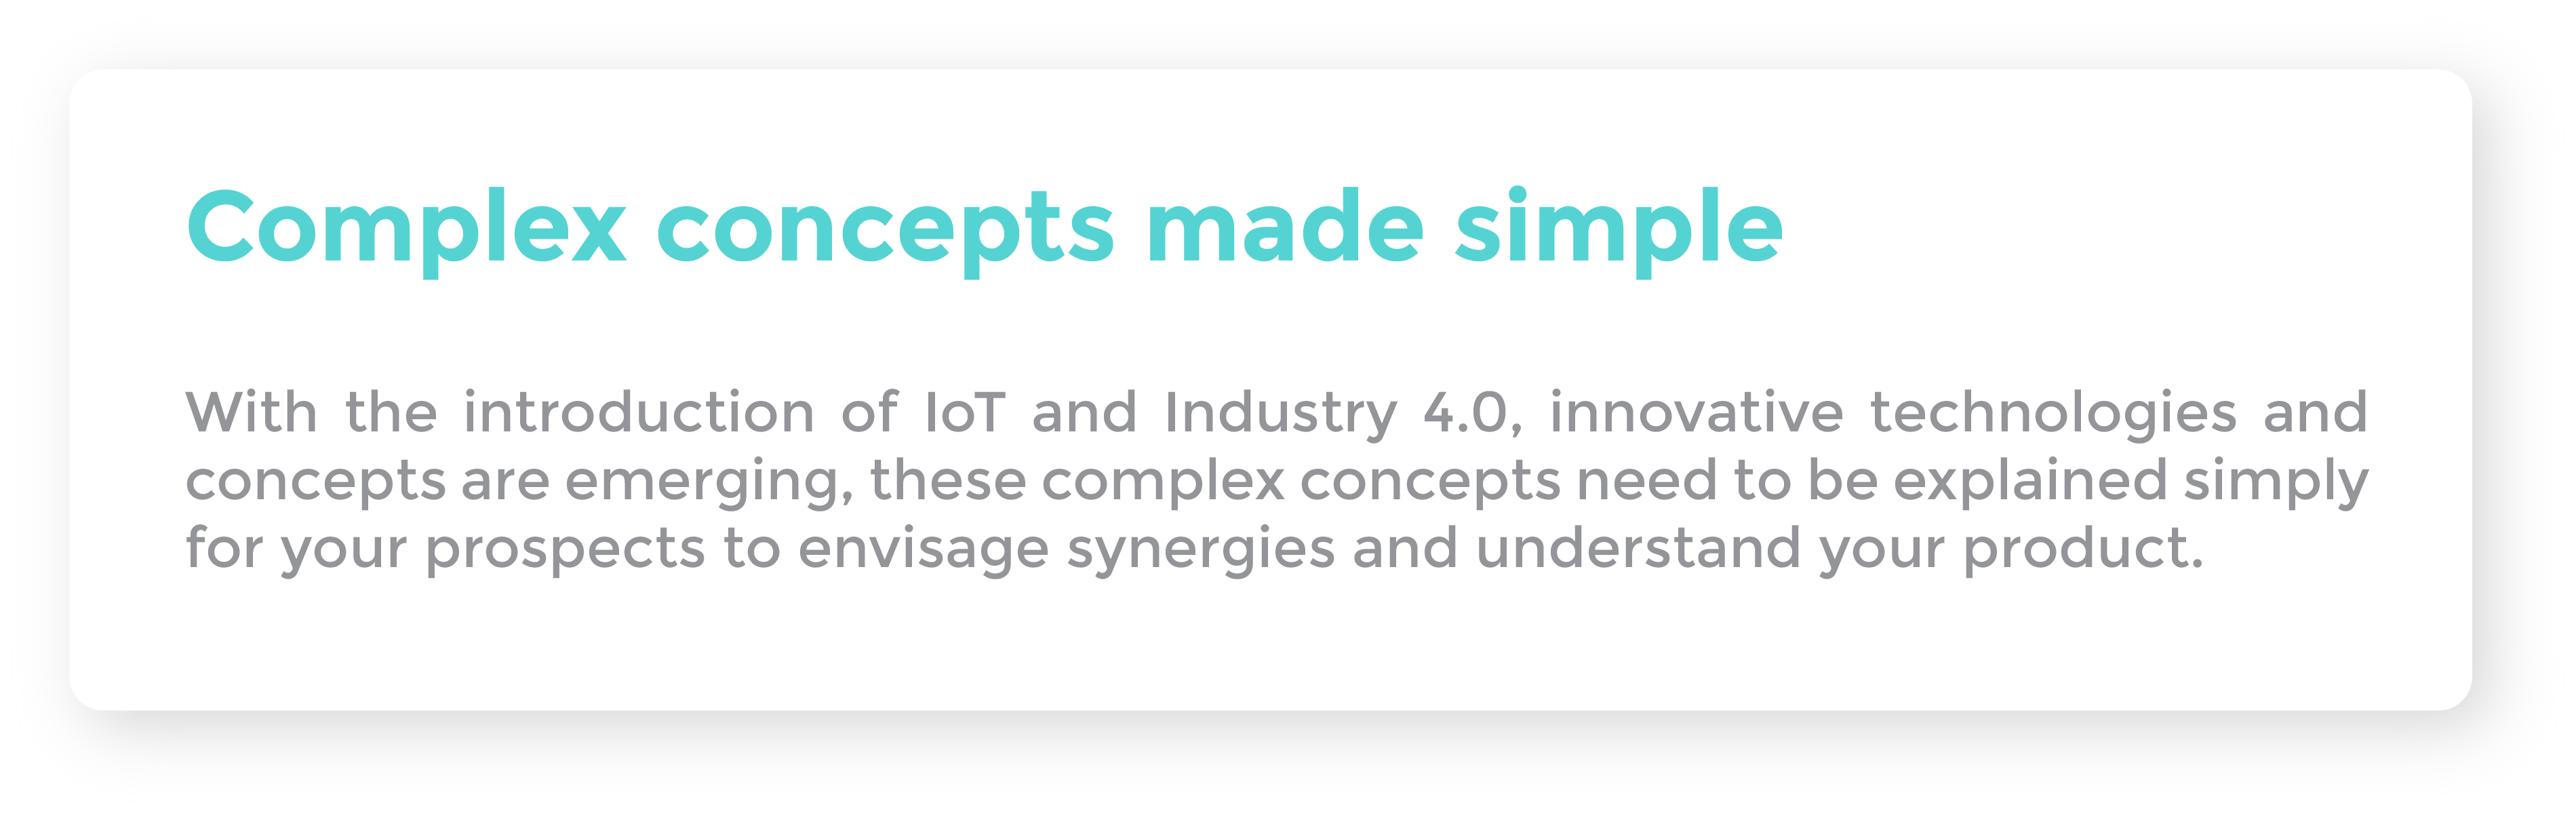 Complex concepts made simple
With the introduction of IoT and Industry 4.0, innovative technologies and
concepts are emerging, these complex concepts need to be explained simply
for your prospects to envisage synergies and understand your product.